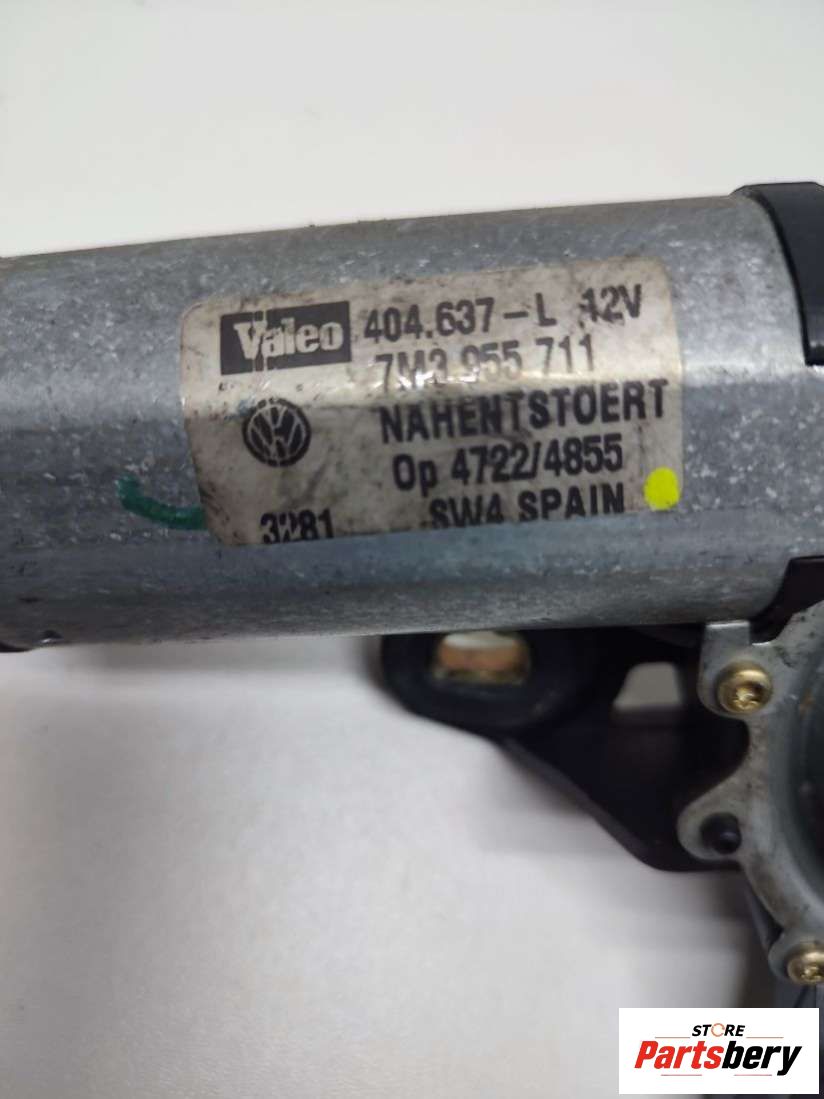 Valeo 404.637-L 12V
7M3 955 711
NAHENTSTOERT
Op 4722/4855
3281 SW4 SPAIN
STORE
Partsbery